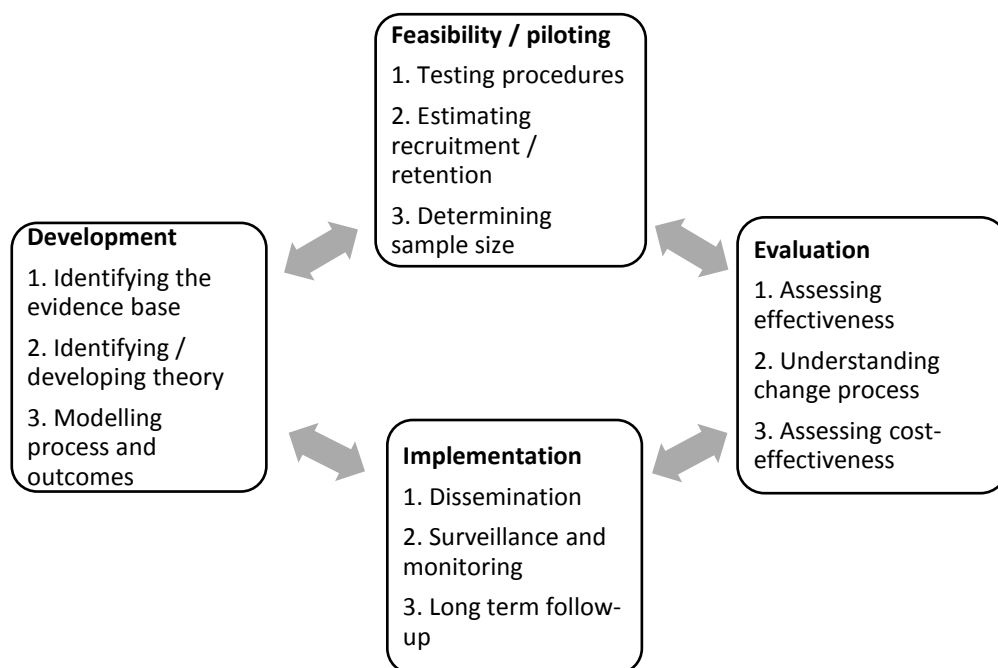 Feasibility / piloting
1. Testing procedures
2. Estimating
recruitment /
retention
3. Determining
sample size
Development
1. Identifying the
evidence base
2. Identifying /
developing theory
3. Modelling
process and
outcomes
Evaluation
1. Assessing
effectiveness
2. Understanding
change process
3. Assessing cost-
effectiveness
Implementation
1. Dissemination
2. Surveillance and
monitoring
3. Long term follow-
up